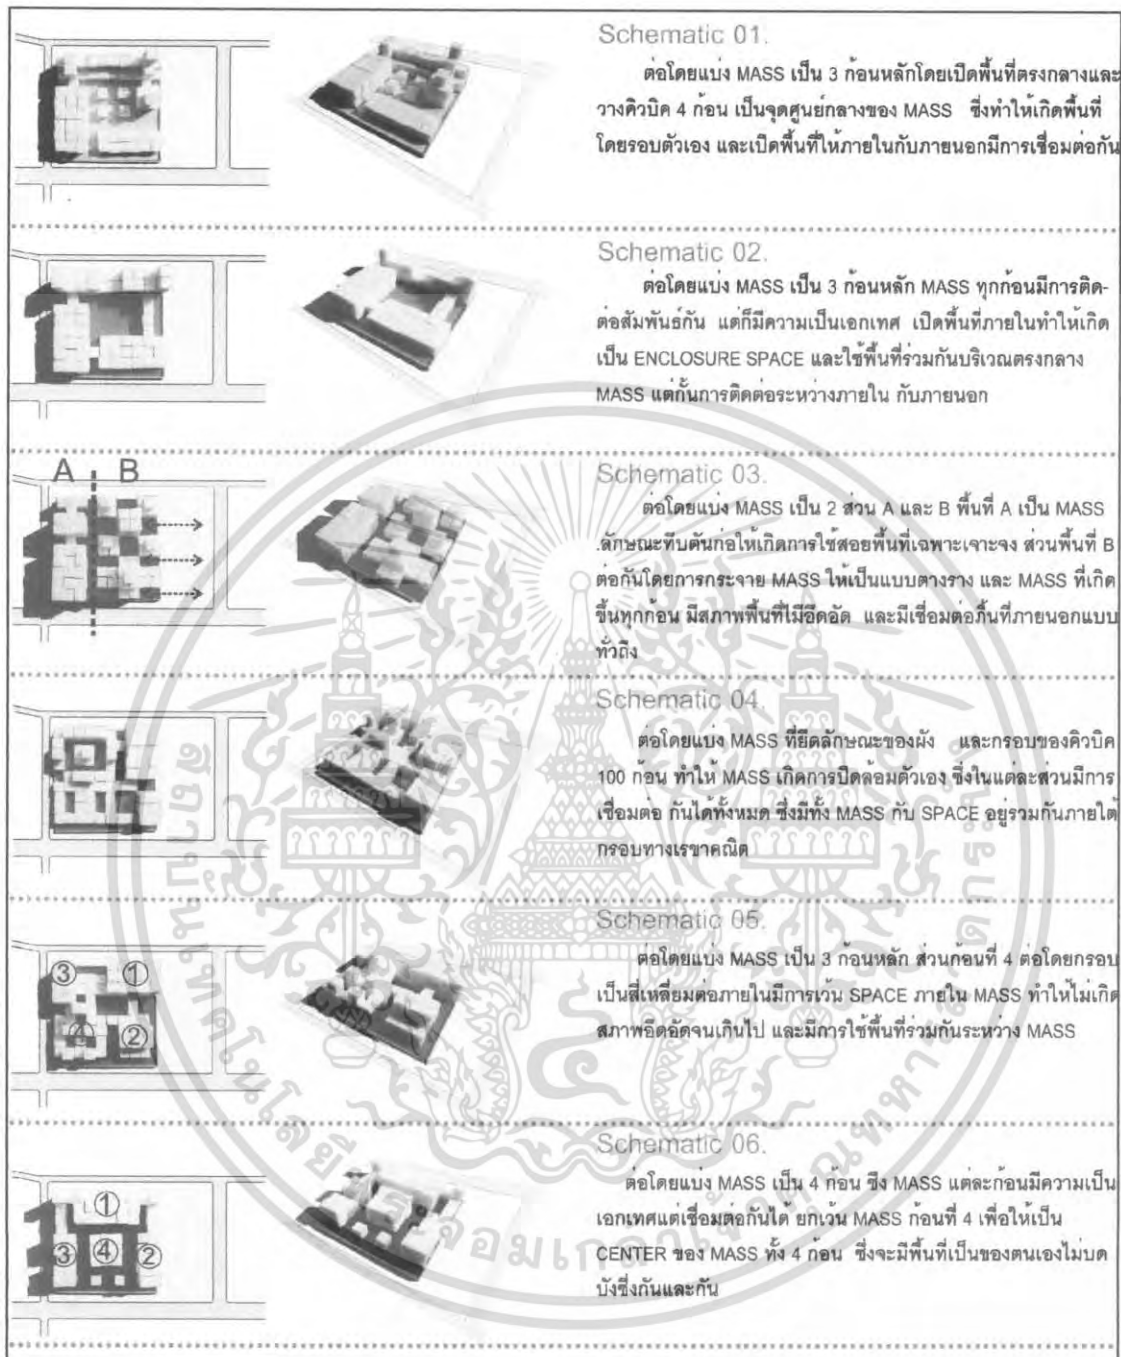 Schematic 01.
ต่อโดยแบ่ง MASS เป็น 3 ก้อนหลักโดยเปิดพื้นที่ตรงกลางและ
วางคิวบิค 4 ก้อน เป็นจุดศูนย์กลางของ MASS ซึ่งทำให้เกิดพื้นที่
โดยรอบตัวเอง และเปิดพื้นที่ให้ภายในกับภายนอกมีการเชื่อมต่อกัน
Schematic 02.
ต่อโดยแบ่ง MASS เป็น 3 ก้อนหลัก MASS ทุกก้อนมีการติด-
ต่อสัมพันธ์กัน แต่ก็มีความเป็นเอกเทศ เปิดพื้นที่ภายในทำให้เกิด
เป็น ENCLOSURE SPACE และใช้พื้นที่ร่วมกันบริเวณตรงกลาง
MASS แต่กั้นการติดต่อระหว่างภายใน กับภายนอก
A B
Schematic 03.
ต่อโดยแบ่ง MASS เป็น 2 ส่วน A และ B พื้นที่ A เป็น MASS
.ลักษณะทึบตันก่อให้เกิดการใช้สอยพื้นที่เฉพาะเจาะจง ส่วนพื้นที่ B
ต่อกันโดยการกระจาย MASS ให้เป็นแบบตางราง และ MASS ที่เกิด
ขึ้นทุกก้อน มีสภาพพื้นที่ไม่อึดอัด และมีเชื่อมต่อภื้นที่ภายนอกแบบ
ทั่วถึง
Schematic 04.
ต่อโดยแบ่ง MASS ที่ยึดลักษณะของผัง และกรอบของคิวบิค
100 ก้อน ทำให้ MASS เกิดการปิดล้อมตัวเอง ซึ่งในแต่ละส่วนมีการ
เชื่อมต่อ กันได้ทั้งหมด ซึ่งมีทั้ง MASS กับ SPACE อยู่รวมกันภายใต้
กรอบทางเรขาคณิต
Schematic 05.
ต่อโดยแบ่ง MASS เป็น 3 ก้อนหลัก ส่วนก้อนที่ 4 ต่อโดยกรอบ
เป็นสี่เหลี่ยมต่อภายในมีการเว้น SPACE ภายใน MASS ทำให้ไม่เกิด
สภาพอึดอัดจนเกินไป และมีการใช้พื้นที่ร่วมกันระหว่าง MASS
③ ①
④ ②
Schematic 06.
ต่อโดยแบ่ง MASS เป็น 4 ก้อน ซึ่ง MASS แต่ละก้อนมีความเป็น
เอกเทศแต่เชื่อมต่อกันได้ ยกเว้น MASS ก้อนที่ 4 เพื่อให้เป็น
CENTER ของ MASS ทั้ง 4 ก้อน ซึ่งจะมีพื้นที่เป็นของตนเองไม่บด
บังซึ่งกันและกัน
①
③ ④ ②
สถาบันเทคโนโลยีพระจอมเกล้าเจ้าคุณทหารลาดกระบัง